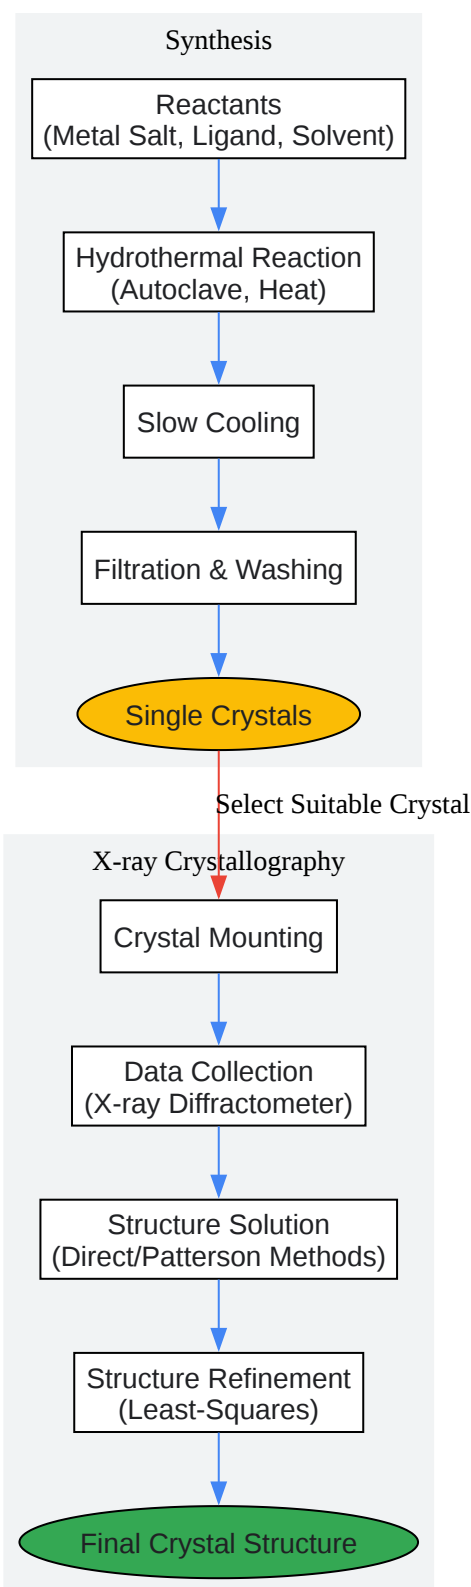 Synthesis
Reactants
(Metal Salt, Ligand, Solvent)
Hydrothermal Reaction
(Autoclave, Heat)
Slow Cooling
Filtration & Washing
Single Crystals
Select Suitable Crystal
X-ray Crystallography
Crystal Mounting
Data Collection
(X-ray Diffractometer)
Structure Solution
(Direct/Patterson Methods)
Structure Refinement
(Least-Squares)
Final Crystal Structure